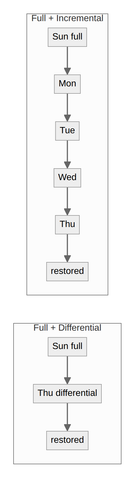 Full + Incremental
Sun full
Mon
Tue
Wed
Thu
restored
Full + Differential
Sun full
Thu differential
restored